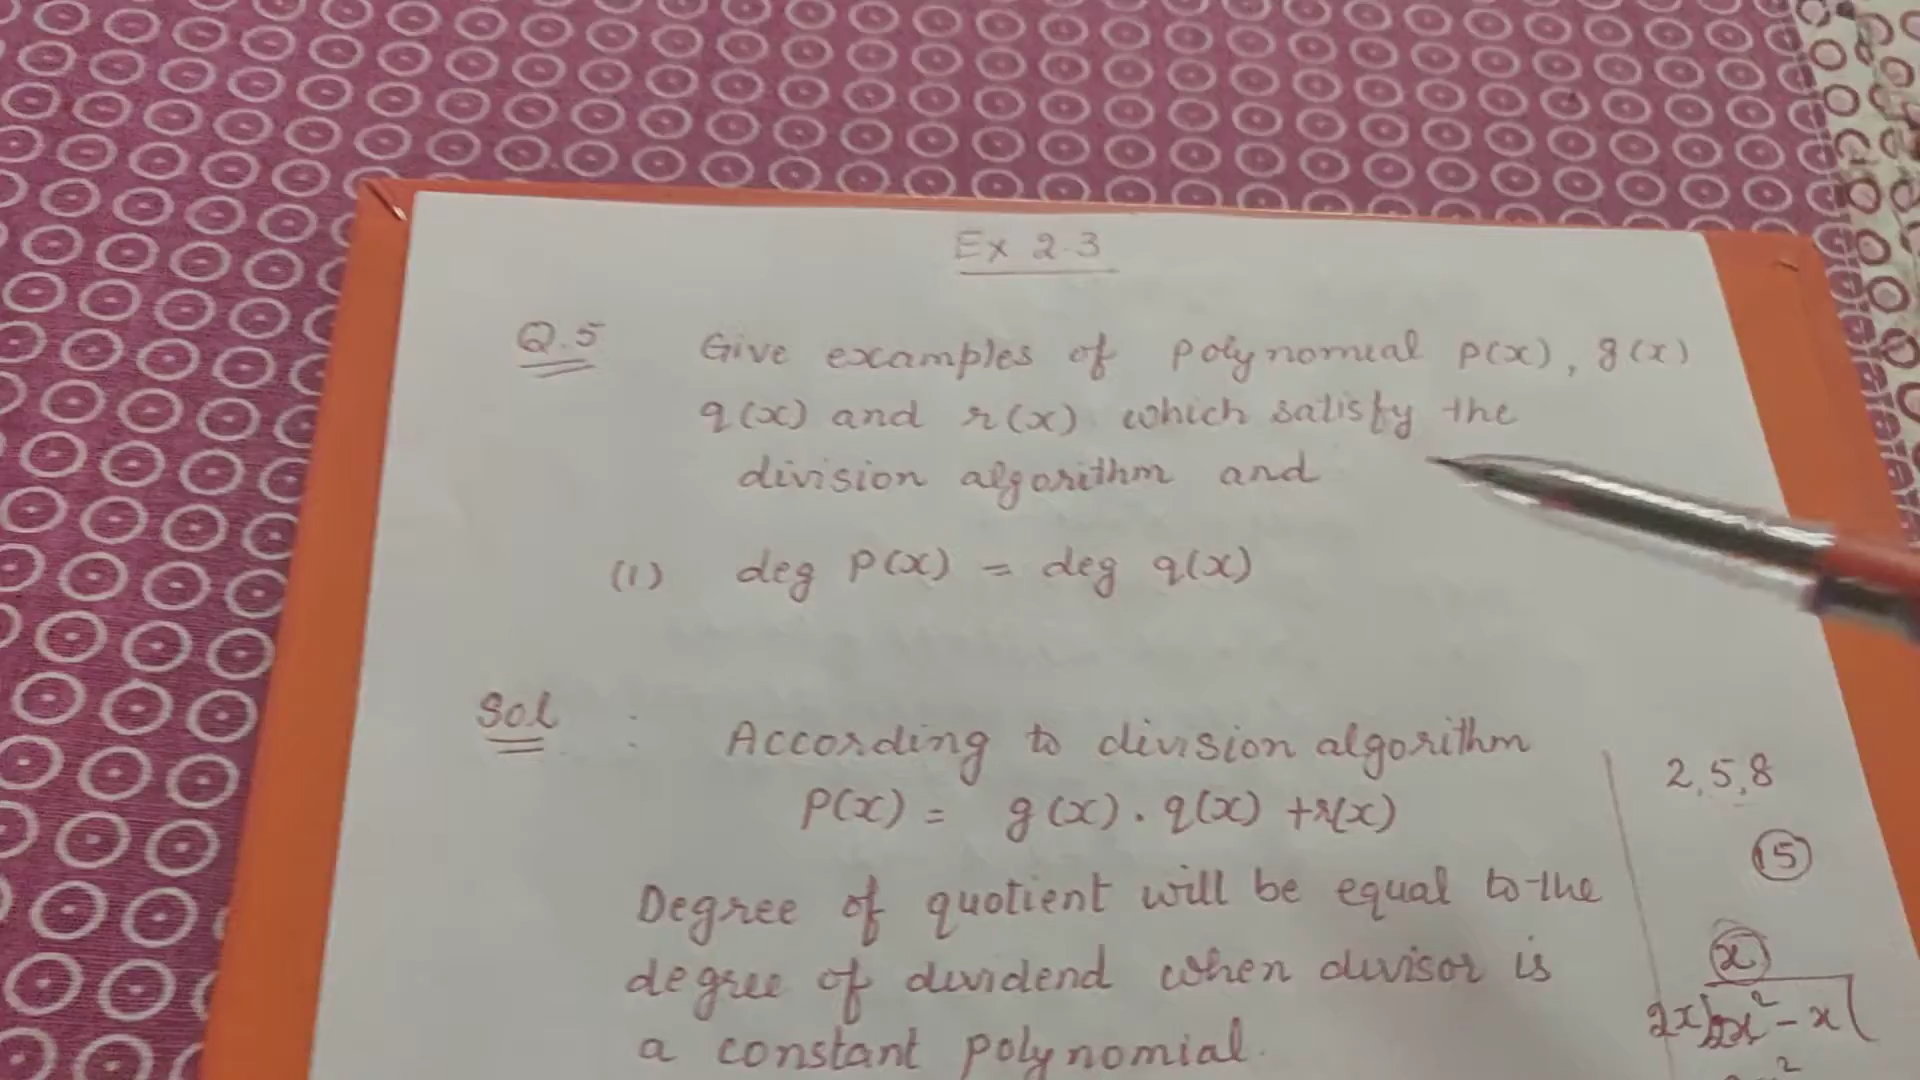 Ex 2.3
Q.5 Give examples of polynomial p(x), g(x)
q(x) and r(x) which satisfy the
division algorithm and
(1) deg p(x) = deg q(x)
Sol : According to division algorithm
p(x) = g(x) . q(x) + r(x)
Degree of quotient will be equal to the
degree of dividend when divisor is
a constant polynomial.
2,5,8
15
x
2x
- x